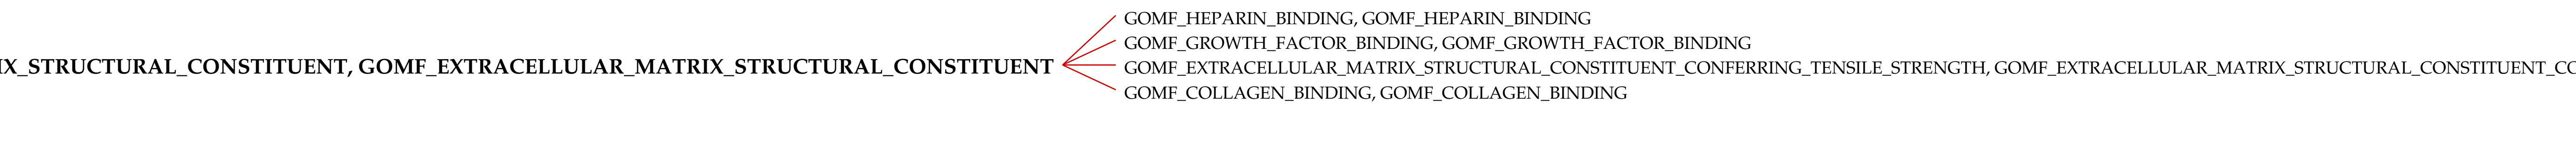 GOMF_HEPARIN_BINDING, GOMF_HEPARIN_BINDING
GOMF_GROWTH_FACTOR_BINDING, GOMF_GROWTH_FACTOR_BINDING
IX_STRUCTURAL_CONSTITUENT, GOMF_EXTRACELLULAR_MATRIX_STRUCTURAL_CONSTITUENT
GOMF_EXTRACELLULAR_MATRIX_STRUCTURAL_CONSTITUENT_CONFERRING_TENSILE_STRENGTH, GOMF_EXTRACELLULAR_MATRIX_STRUCTURAL_CONSTITUENT_CO
GOMF_COLLAGEN_BINDING, GOMF_COLLAGEN_BINDING